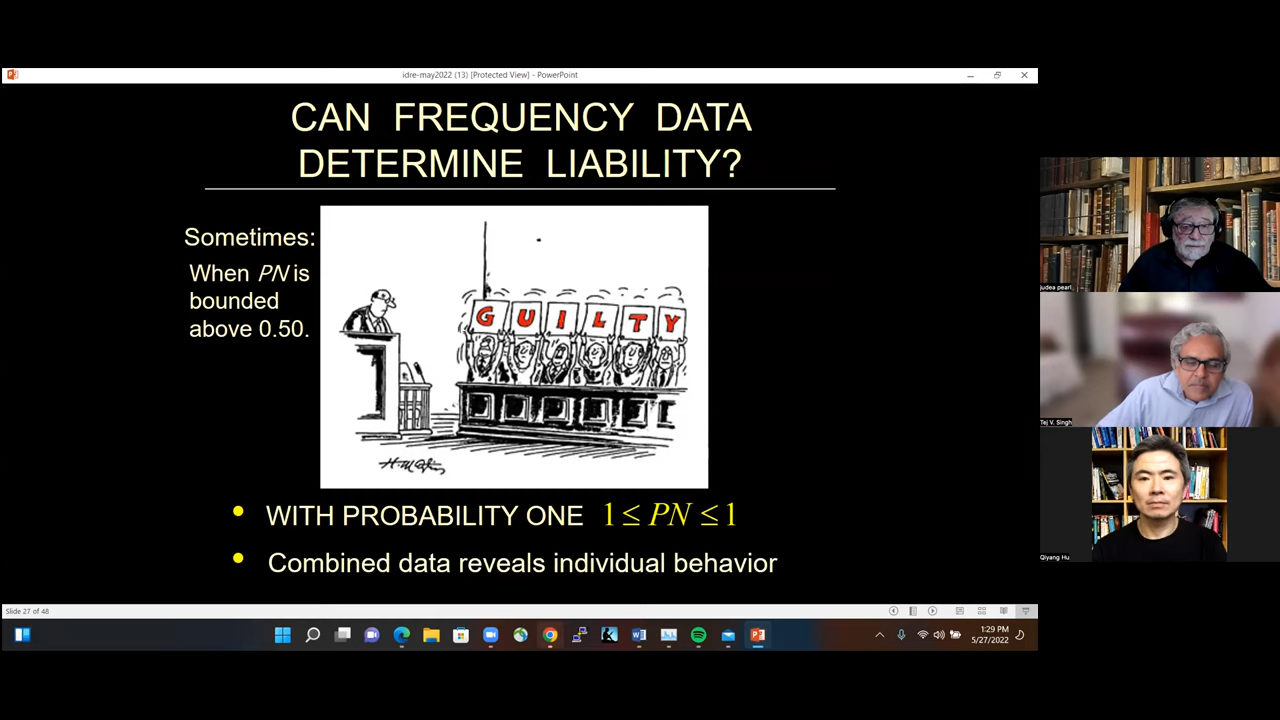 idre-may2022 (13) [Protected View] - PowerPoint
CAN FREQUENCY DATA
DETERMINE LIABILITY?
Sometimes:
When PN is
bounded
above 0.50.
G U I L T Y
• WITH PROBABILITY ONE 1 ≤ PN ≤ 1
• Combined data reveals individual behavior
judea pearl
Tej V. Singh
Qiyang Hu
Slide 27 of 48
1:29 PM
5/27/2022